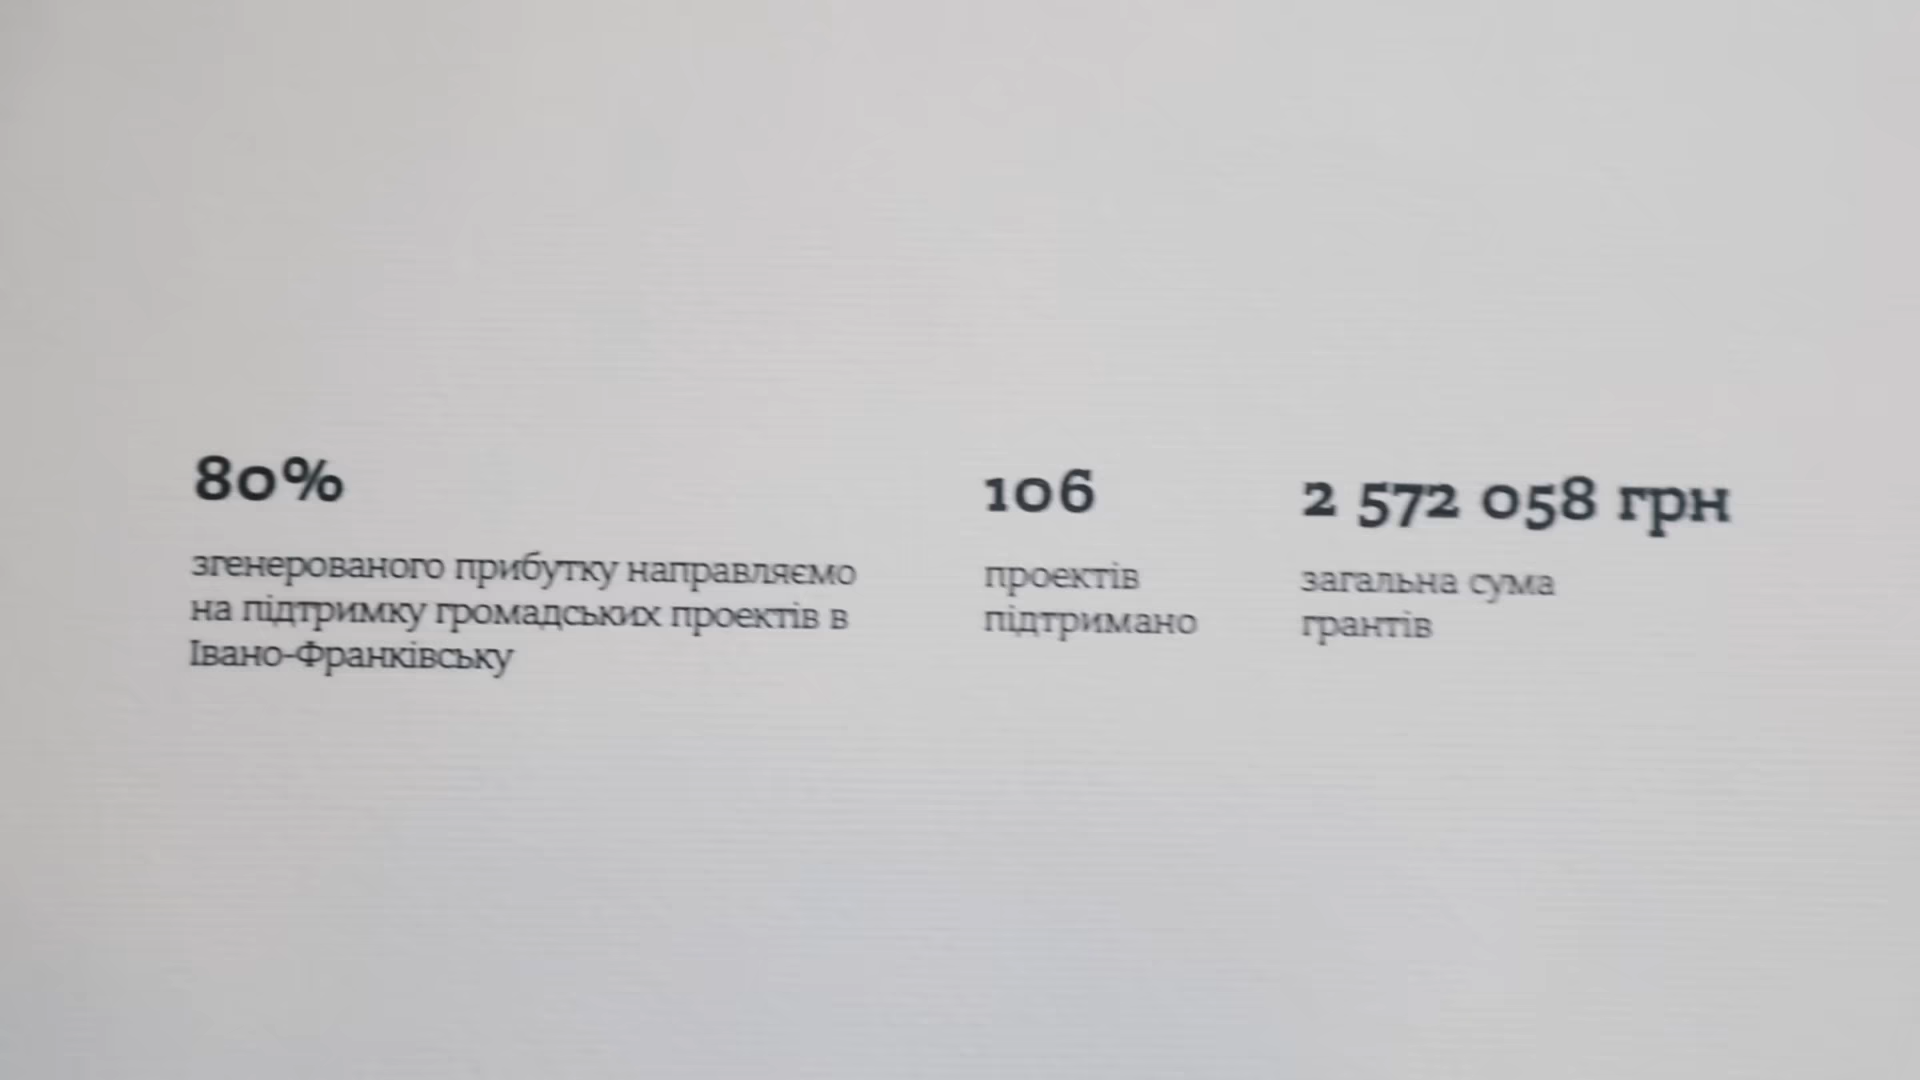 80%
згенерованого прибутку направляємо
на підтримку громадських проектів в
Івано-Франківську
106
проектів
підтримано
2 572 058 грн
загальна сума
грантів